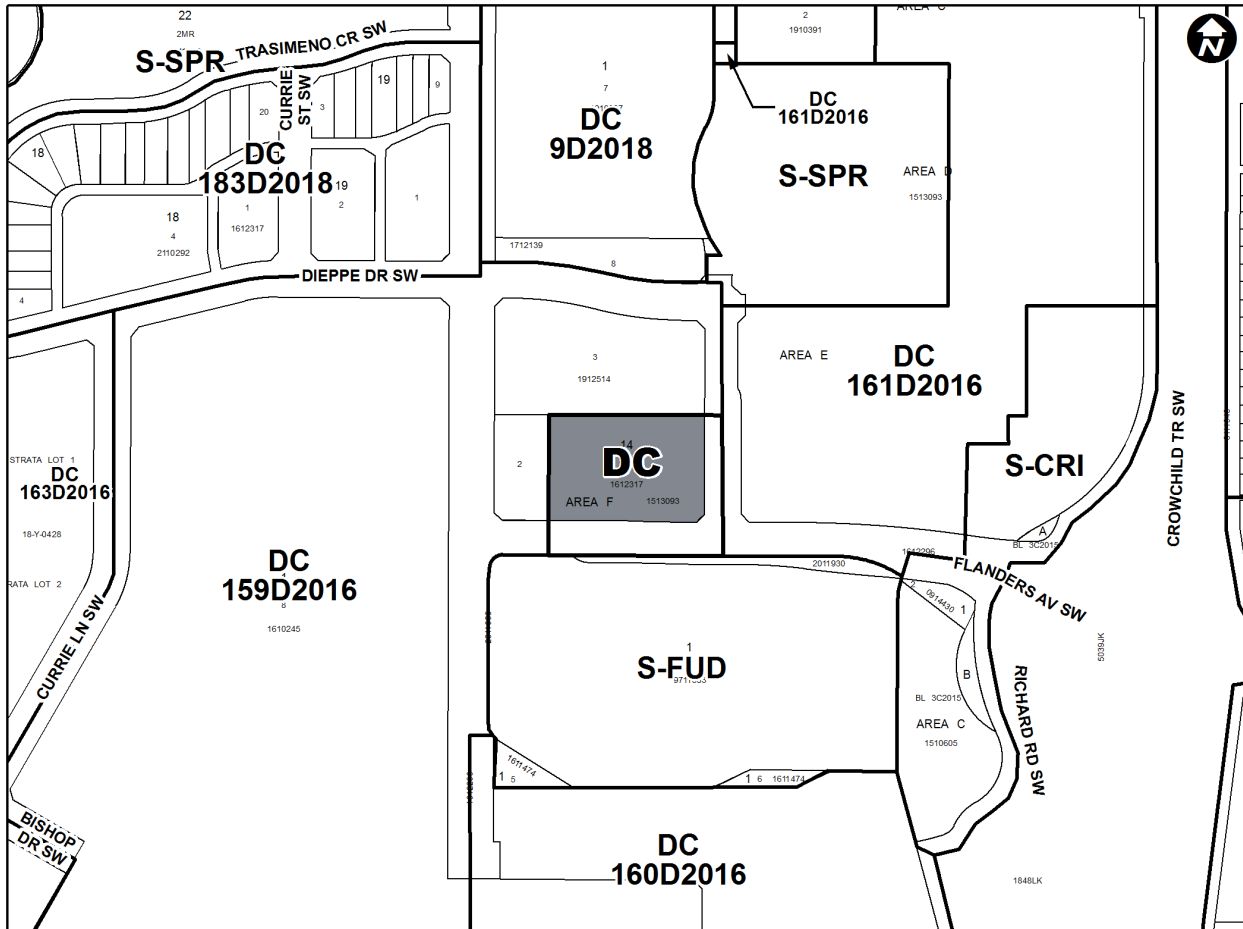 22
2MR
S-SPR
TRASIMENO CR SW
CURRIE
ST SW
20
3
19
9
18
DC
183D2018
19
2
1
1
1612317
18
4
2110292
4
DIEPPE DR SW
1
7
DC
9D2018
1712139
8
2
1910391
DC
161D2016
S-SPR
AREA D
1513093
N
3
1912514
AREA E
DC
161D2016
S-CRI
CROWCHILD TR SW
STRATA LOT 1
DC
163D2016
18-Y-0428
RATA LOT 2
CURRIE LN SW
2
14
DC
1612317
AREA F
1513093
A
BL 3C2015
FLANDERS AV SW
2011930
2
0914430
1
DC
159D2016
8
1610245
1
S-FUD
B
BL 3C2015
AREA C
1510605
RICHARD RD SW
5039JK
1611474
1
5
1
6
1611474
BISHOP
DR SW
DC
160D2016
1848LK